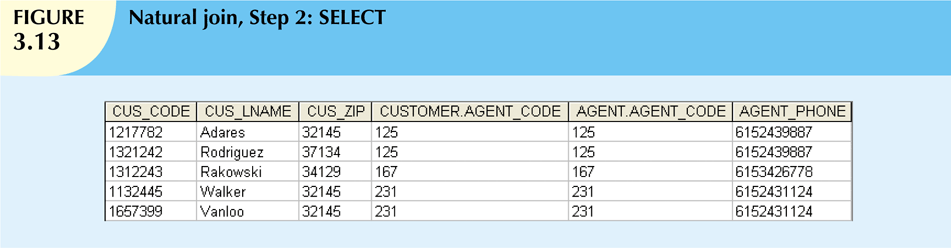 FIGURE 3.13
Natural join, Step 2: SELECT
CUS_CODE CUS_LNAME CUS_ZIP CUSTOMER.AGENT_CODE AGENT.AGENT_CODE AGENT_PHONE
1217782 Adares 32145 125 125 6152439887
1321242 Rodriguez 37134 125 125 6152439887
1312243 Rakowski 34129 167 167 6153426778
1132445 Walker 32145 231 231 6152431124
1657399 Vanloo 32145 231 231 6152431124